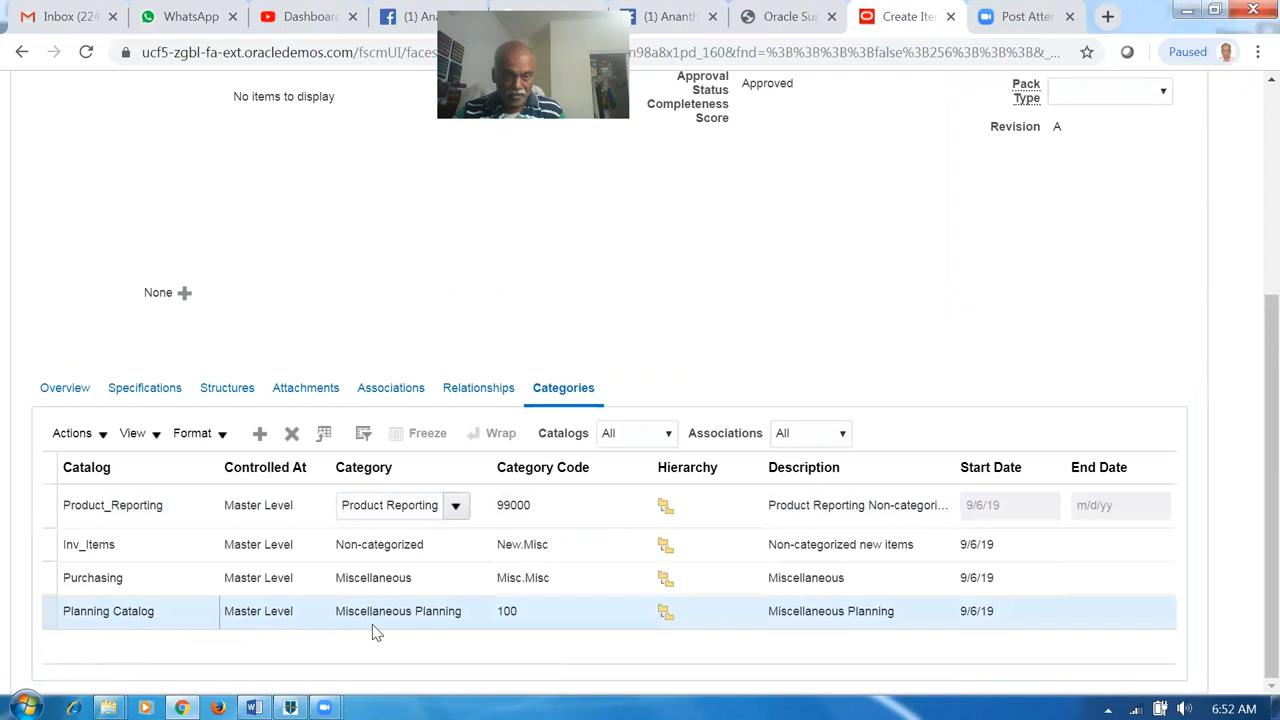 Inbox (224
WhatsApp
Dashboard
(1) An
(1) Ananth
Oracle Su
Create Ite
Post Atter
ucf5-zgbl-fa-ext.oracledemos.com/fscmUI/faces
n98a8x1pd_160&fnd=%3B%3B%3B%3Bfalse%3B256%3B%3B%3B&_...
Paused
No items to display
Approval Status
Approved
Completeness Score
Pack Type
Revision A
None
Overview Specifications Structures Attachments Associations Relationships Categories
Actions View Format Freeze Wrap Catalogs All Associations All
Catalog Controlled At Category Category Code Hierarchy Description Start Date End Date
Product_Reporting Master Level Product Reporting 99000 Product Reporting Non-categori... 9/6/19 m/d/yy
Inv_Items Master Level Non-categorized New.Misc Non-categorized new items 9/6/19
Purchasing Master Level Miscellaneous Misc.Misc Miscellaneous 9/6/19
Planning Catalog Master Level Miscellaneous Planning 100 Miscellaneous Planning 9/6/19
6:52 AM